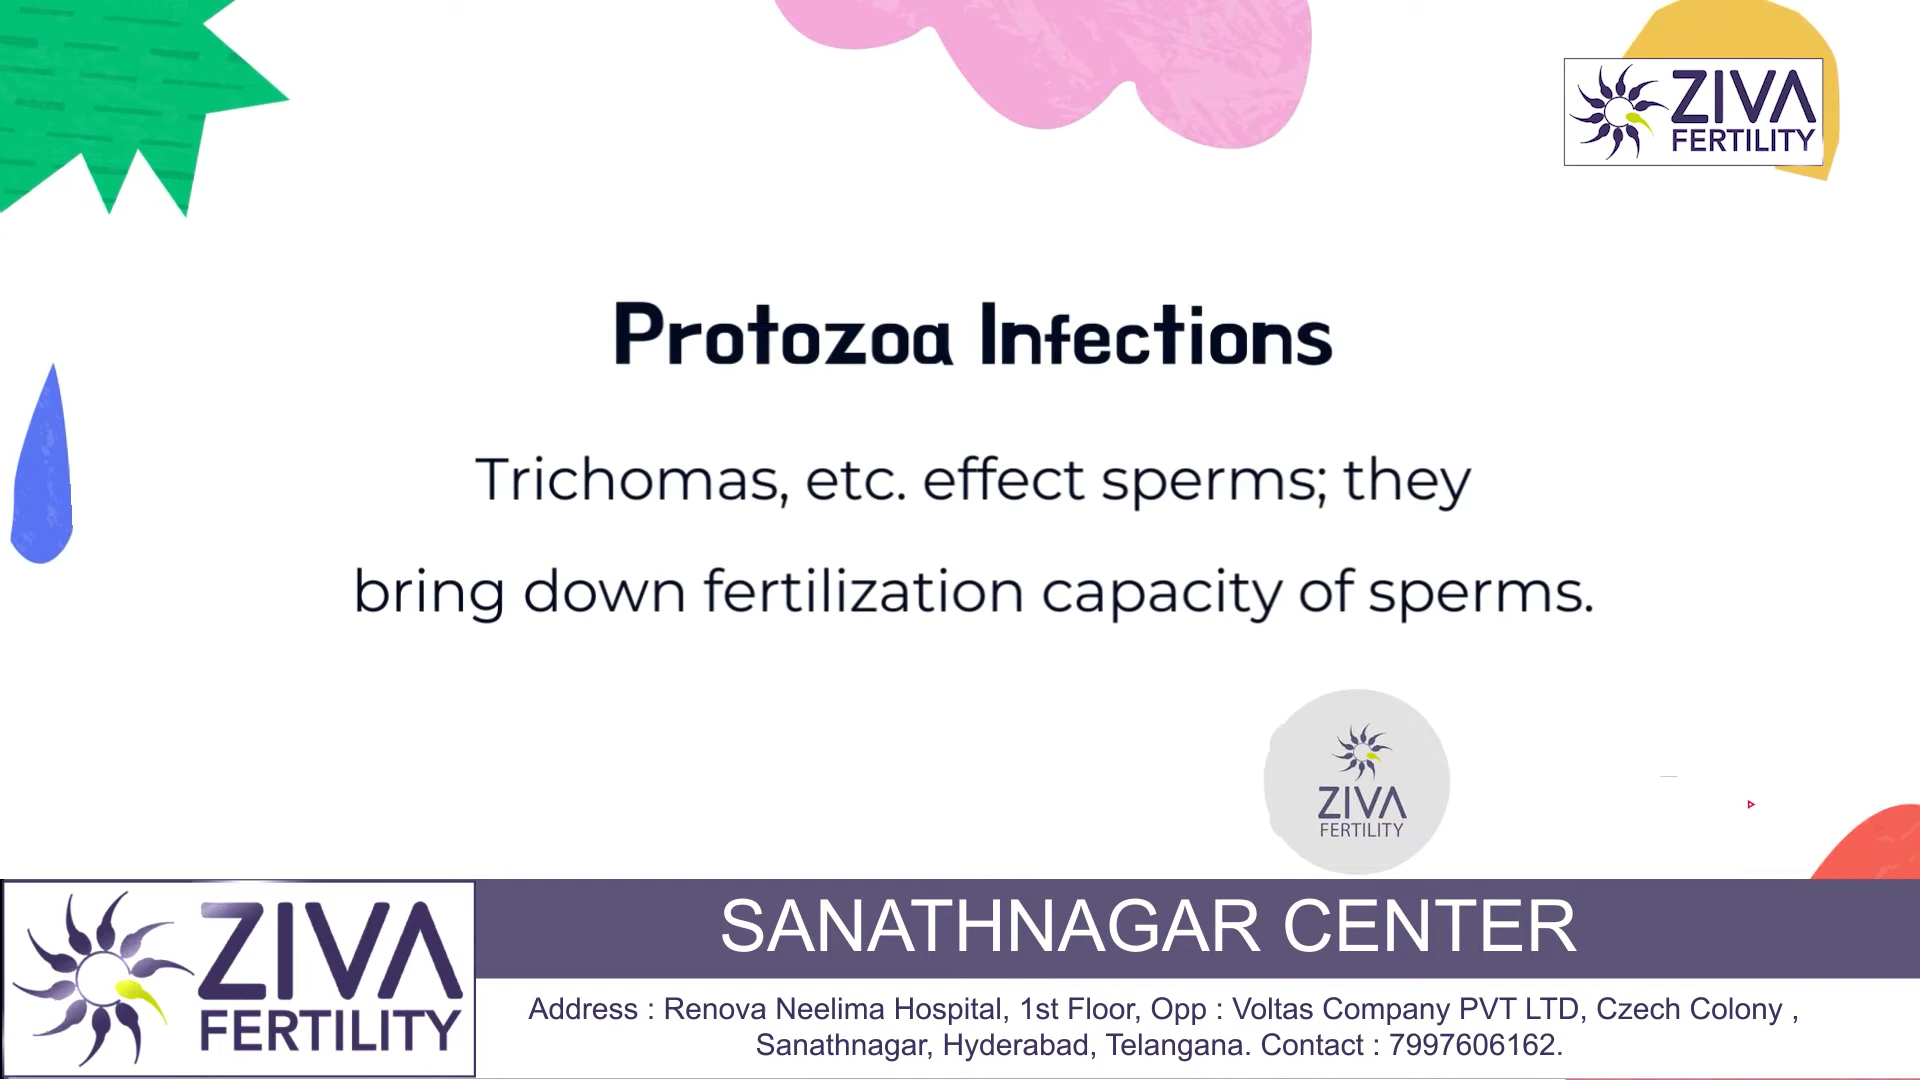 ZIVA
FERTILITY
Protozoa Infections
Trichomas, etc. effect sperms; they
bring down fertilization capacity of sperms.
ZIVA
FERTILITY
ZIVA
FERTILITY
SANATHNAGAR CENTER
Address : Renova Neelima Hospital, 1st Floor, Opp : Voltas Company PVT LTD, Czech Colony ,
Sanathnagar, Hyderabad, Telangana. Contact : 7997606162.